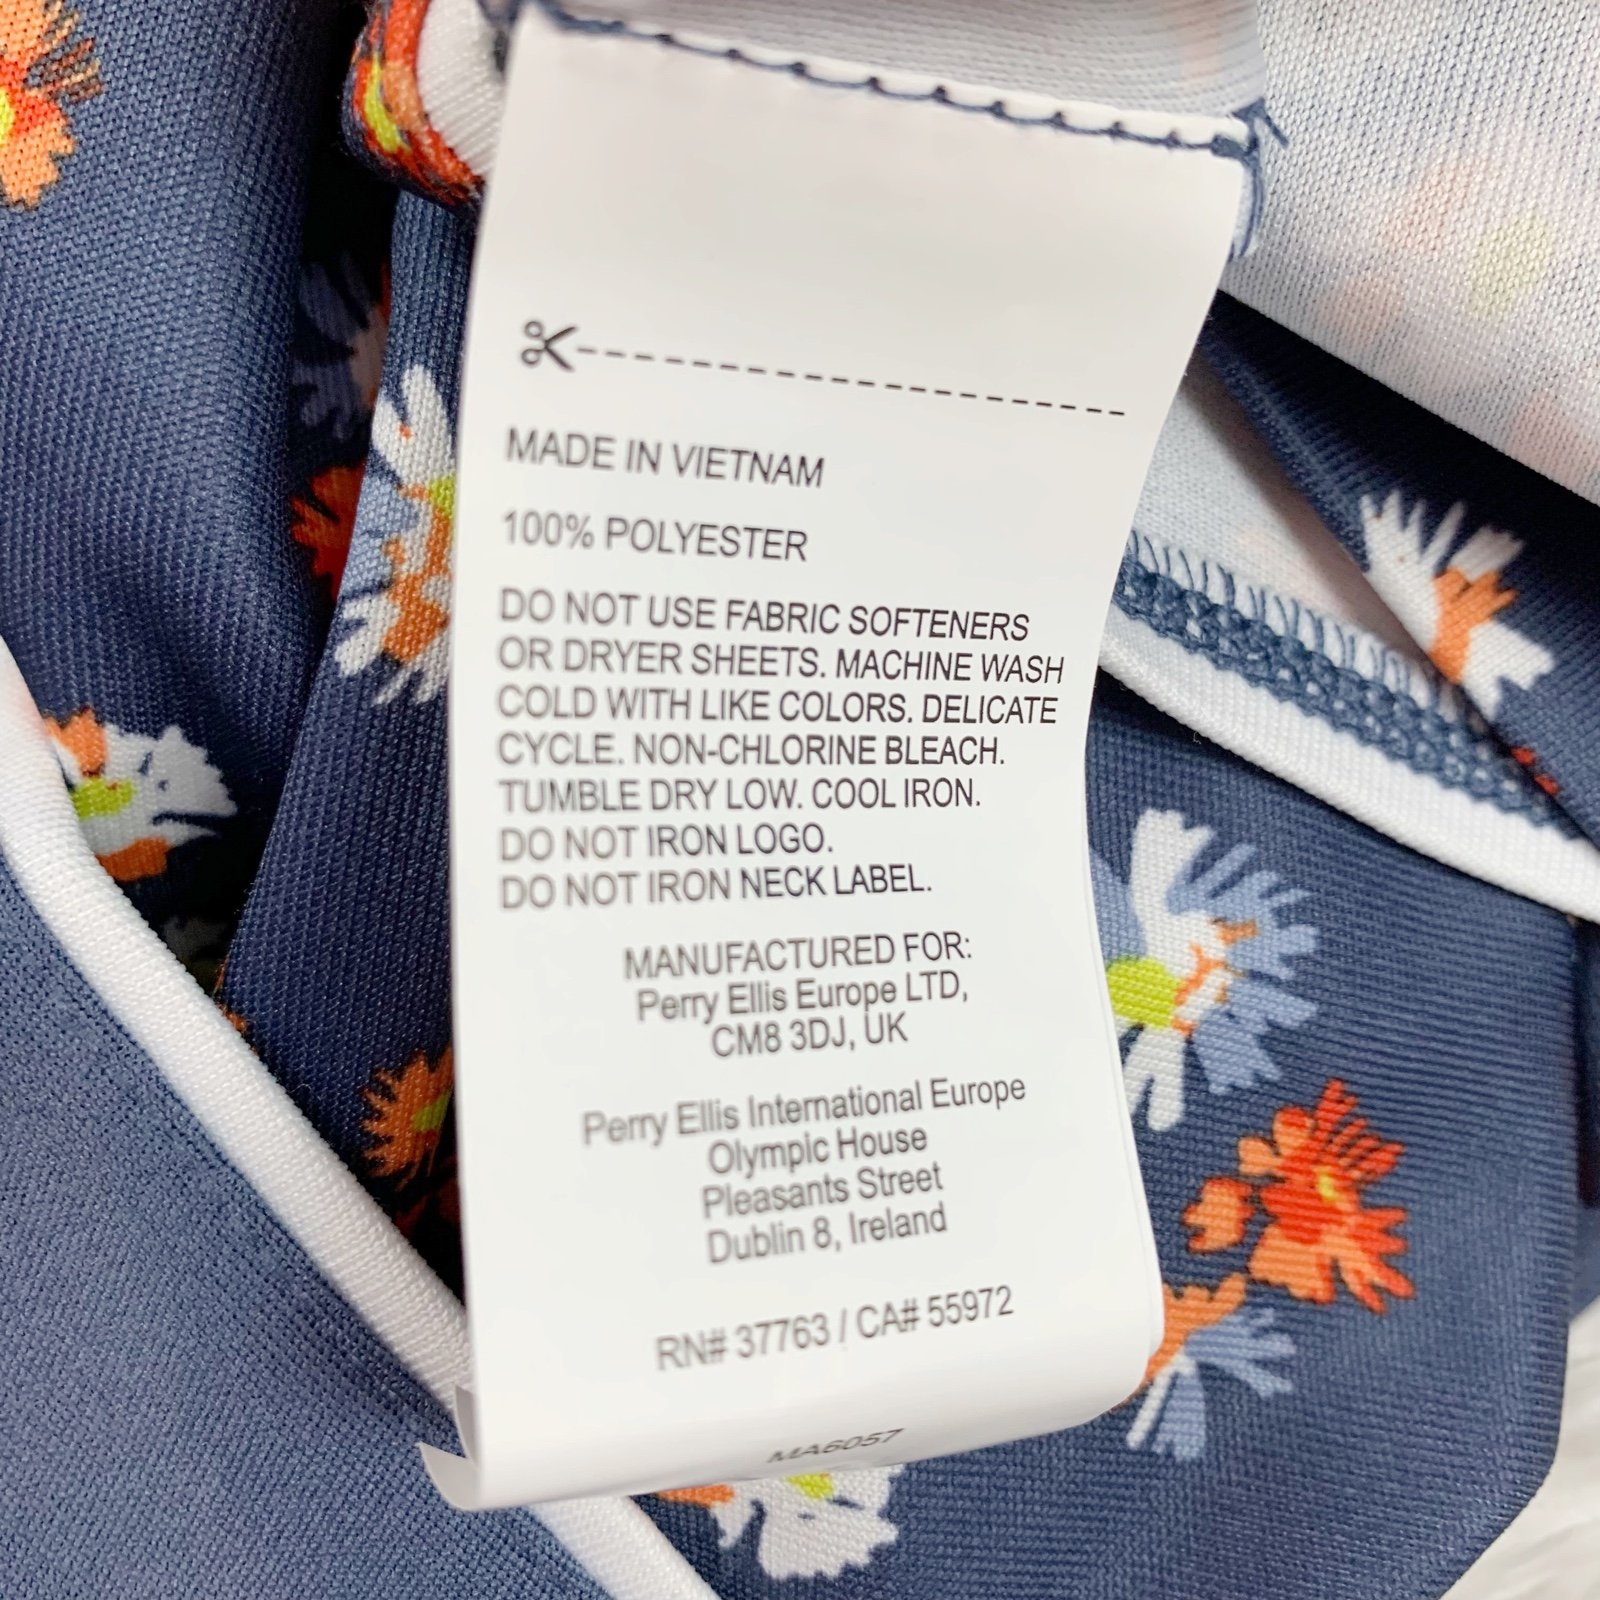 MADE IN VIETNAM
100% POLYESTER
DO NOT USE FABRIC SOFTENERS
OR DRYER SHEETS. MACHINE WASH
COLD WITH LIKE COLORS. DELICATE
CYCLE. NON-CHLORINE BLEACH.
TUMBLE DRY LOW. COOL IRON.
DO NOT IRON LOGO.
DO NOT IRON NECK LABEL.
MANUFACTURED FOR:
Perry Ellis Europe LTD,
CM8 3DJ, UK
Perry Ellis International Europe
Olympic House
Pleasants Street
Dublin 8, Ireland
RN# 37763 / CA# 55972
MA6057